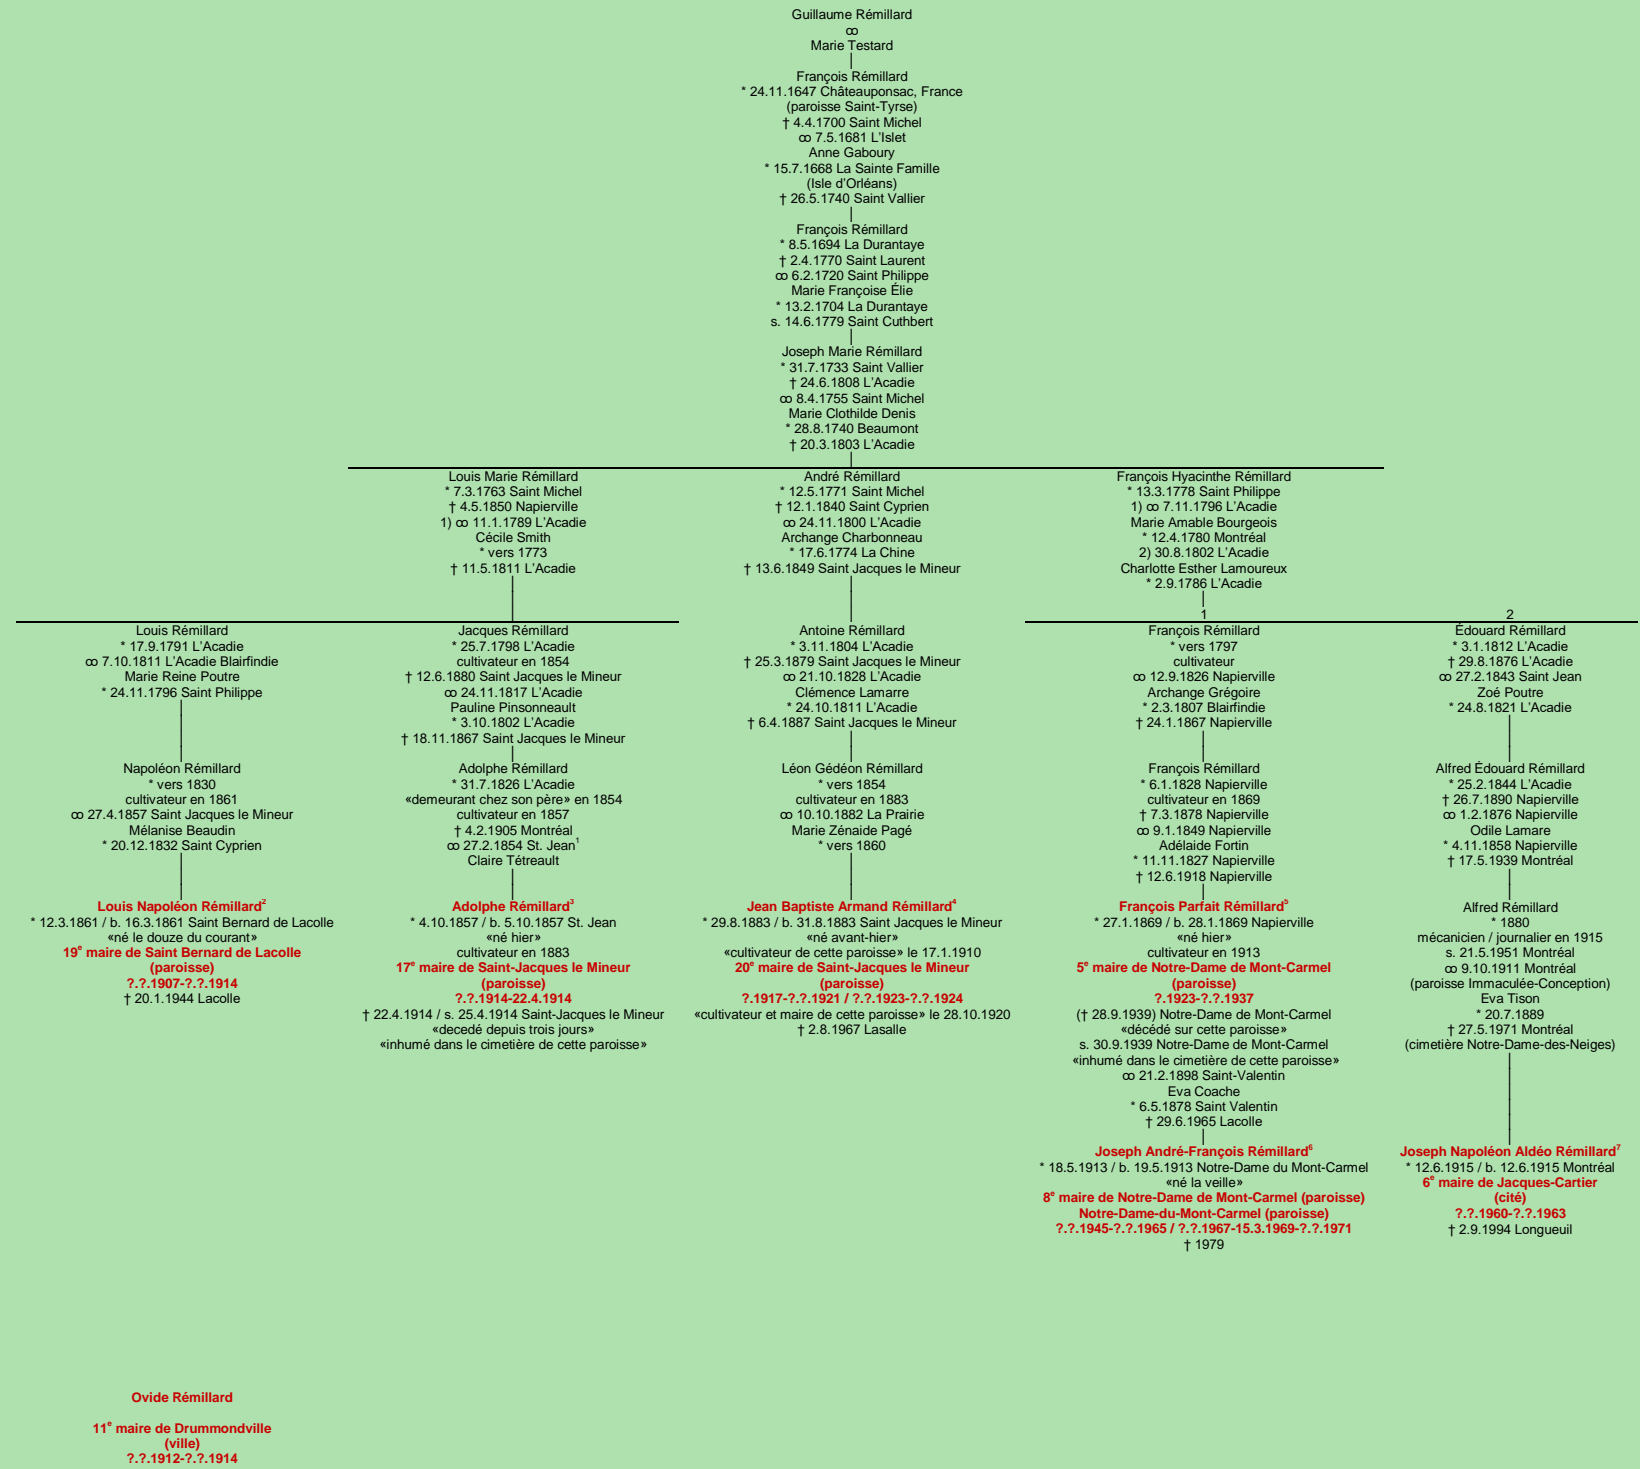 Guillaume Rémillard
∞
Marie Testard
François Rémillard
* 24.11.1647 Châteauponsac, France
(paroisse Saint-Tyrse)
† 4.4.1700 Saint Michel
∞ 7.5.1681 L'Islet
Anne Gaboury
* 15.7.1668 La Sainte Famille
(Isle d'Orléans)
† 26.5.1740 Saint Vallier
François Rémillard
* 8.5.1694 La Durantaye
† 2.4.1770 Saint Laurent
∞ 6.2.1720 Saint Philippe
Marie Françoise Élie
* 13.2.1704 La Durantaye
s. 14.6.1779 Saint Cuthbert
Joseph Marie Rémillard
* 31.7.1733 Saint Vallier
† 24.6.1808 L'Acadie
∞ 8.4.1755 Saint Michel
Marie Clothilde Denis
* 28.8.1740 Beaumont
† 20.3.1803 L'Acadie
Louis Marie Rémillard
* 7.3.1763 Saint Michel
† 4.5.1850 Napierville
1) ∞ 11.1.1789 L'Acadie
Cécile Smith
* vers 1773
† 11.5.1811 L'Acadie
André Rémillard
* 12.5.1771 Saint Michel
† 12.1.1840 Saint Cyprien
∞ 24.11.1800 L'Acadie
Archange Charbonneau
* 17.6.1774 La Chine
† 13.6.1849 Saint Jacques le Mineur
François Hyacinthe Rémillard
* 13.3.1778 Saint Philippe
1) ∞ 7.11.1796 L'Acadie
Marie Amable Bourgeois
* 12.4.1780 Montréal
2) 30.8.1802 L'Acadie
Charlotte Esther Lamoureux
* 2.9.1786 L'Acadie
1
2
Louis Rémillard
* 17.9.1791 L'Acadie
∞ 7.10.1811 L'Acadie Blairfindie
Marie Reine Poutre
* 24.11.1796 Saint Philippe
Jacques Rémillard
* 25.7.1798 L'Acadie
cultivateur en 1854
† 12.6.1880 Saint Jacques le Mineur
∞ 24.11.1817 L'Acadie
Pauline Pinsonneault
* 3.10.1802 L'Acadie
† 18.11.1867 Saint Jacques le Mineur
Antoine Rémillard
* 3.11.1804 L'Acadie
† 25.3.1879 Saint Jacques le Mineur
∞ 21.10.1828 L'Acadie
Clémence Lamarre
* 24.10.1811 L'Acadie
† 6.4.1887 Saint Jacques le Mineur
François Rémillard
* vers 1797
cultivateur
∞ 12.9.1826 Napierville
Archange Grégoire
* 2.3.1807 Blairfindie
† 24.1.1867 Napierville
Édouard Rémillard
* 3.1.1812 L'Acadie
† 29.8.1876 L'Acadie
∞ 27.2.1843 Saint Jean
Zoé Poutre
* 24.8.1821 L'Acadie
Napoléon Rémillard
* vers 1830
cultivateur en 1861
∞ 27.4.1857 Saint Jacques le Mineur
Mélanise Beaudin
* 20.12.1832 Saint Cyprien
Adolphe Rémillard
* 31.7.1826 L'Acadie
«demeurant chez son père» en 1854
cultivateur en 1857
† 4.2.1905 Montréal
∞ 27.2.1854 St. Jean¹
Claire Tétreault
Léon Gédéon Rémillard
* vers 1854
cultivateur en 1883
∞ 10.10.1882 La Prairie
Marie Zénaide Pagé
* vers 1860
François Rémillard
* 6.1.1828 Napierville
cultivateur en 1869
† 7.3.1878 Napierville
∞ 9.1.1849 Napierville
Adélaide Fortin
* 11.11.1827 Napierville
† 12.6.1918 Napierville
Alfred Édouard Rémillard
* 25.2.1844 L'Acadie
† 26.7.1890 Napierville
∞ 1.2.1876 Napierville
Odile Lamare
* 4.11.1858 Napierville
† 17.5.1939 Montréal
Louis Napoléon Rémillard²
* 12.3.1861 / b. 16.3.1861 Saint Bernard de Lacolle
«né le douze du courant»
19e maire de Saint Bernard de Lacolle
(paroisse)
?.?.1907-?.?.1914
† 20.1.1944 Lacolle
Adolphe Rémillard³
* 4.10.1857 / b. 5.10.1857 St. Jean
«né hier»
cultivateur en 1883
17e maire de Saint-Jacques le Mineur
(paroisse)
?.?.1914-22.4.1914
† 22.4.1914 / s. 25.4.1914 Saint-Jacques le Mineur
«decedé depuis trois jours»
«inhumé dans le cimetière de cette paroisse»
Jean Baptiste Armand Rémillard⁴
* 29.8.1883 / b. 31.8.1883 Saint Jacques le Mineur
«né avant-hier»
«cultivateur de cette paroisse» le 17.1.1910
20e maire de Saint-Jacques le Mineur
(paroisse)
?.1917-?.?.1921 / ?.?.1923-?.?.1924
«cultivateur et maire de cette paroisse» le 28.10.1920
† 2.8.1967 Lasalle
François Parfait Rémillard⁵
* 27.1.1869 / b. 28.1.1869 Napierville
«né hier»
cultivateur en 1913
5e maire de Notre-Dame de Mont-Carmel
(paroisse)
?.1923-?.?.1937
(† 28.9.1939) Notre-Dame de Mont-Carmel
«décédé sur cette paroisse»
s. 30.9.1939 Notre-Dame de Mont-Carmel
«inhumé dans le cimetière de cette paroisse»
∞ 21.2.1898 Saint-Valentin
Eva Coache
* 6.5.1878 Saint Valentin
† 29.6.1965 Lacolle
Alfred Rémillard
* 1880
mécanicien / journalier en 1915
s. 21.5.1951 Montréal
∞ 9.10.1911 Montréal
(paroisse Immaculée-Conception)
Eva Tison
* 20.7.1889
† 27.5.1971 Montréal
(cimetière Notre-Dame-des-Neiges)
Joseph André-François Rémillard⁶
* 18.5.1913 / b. 19.5.1913 Notre-Dame du Mont-Carmel
«né la veille»
8e maire de Notre-Dame de Mont-Carmel (paroisse)
Notre-Dame-du-Mont-Carmel (paroisse)
?.?.1945-?.?.1965 / ?.?.1967-15.3.1969-?.?.1971
† 1979
Joseph Napoléon Aldéo Rémillard⁷
* 12.6.1915 / b. 12.6.1915 Montréal
6e maire de Jacques-Cartier
(cité)
?.?.1960-?.?.1963
† 2.9.1994 Longueuil
Ovide Rémillard
11e maire de Drummondville
(ville)
?.?.1912-?.?.1914